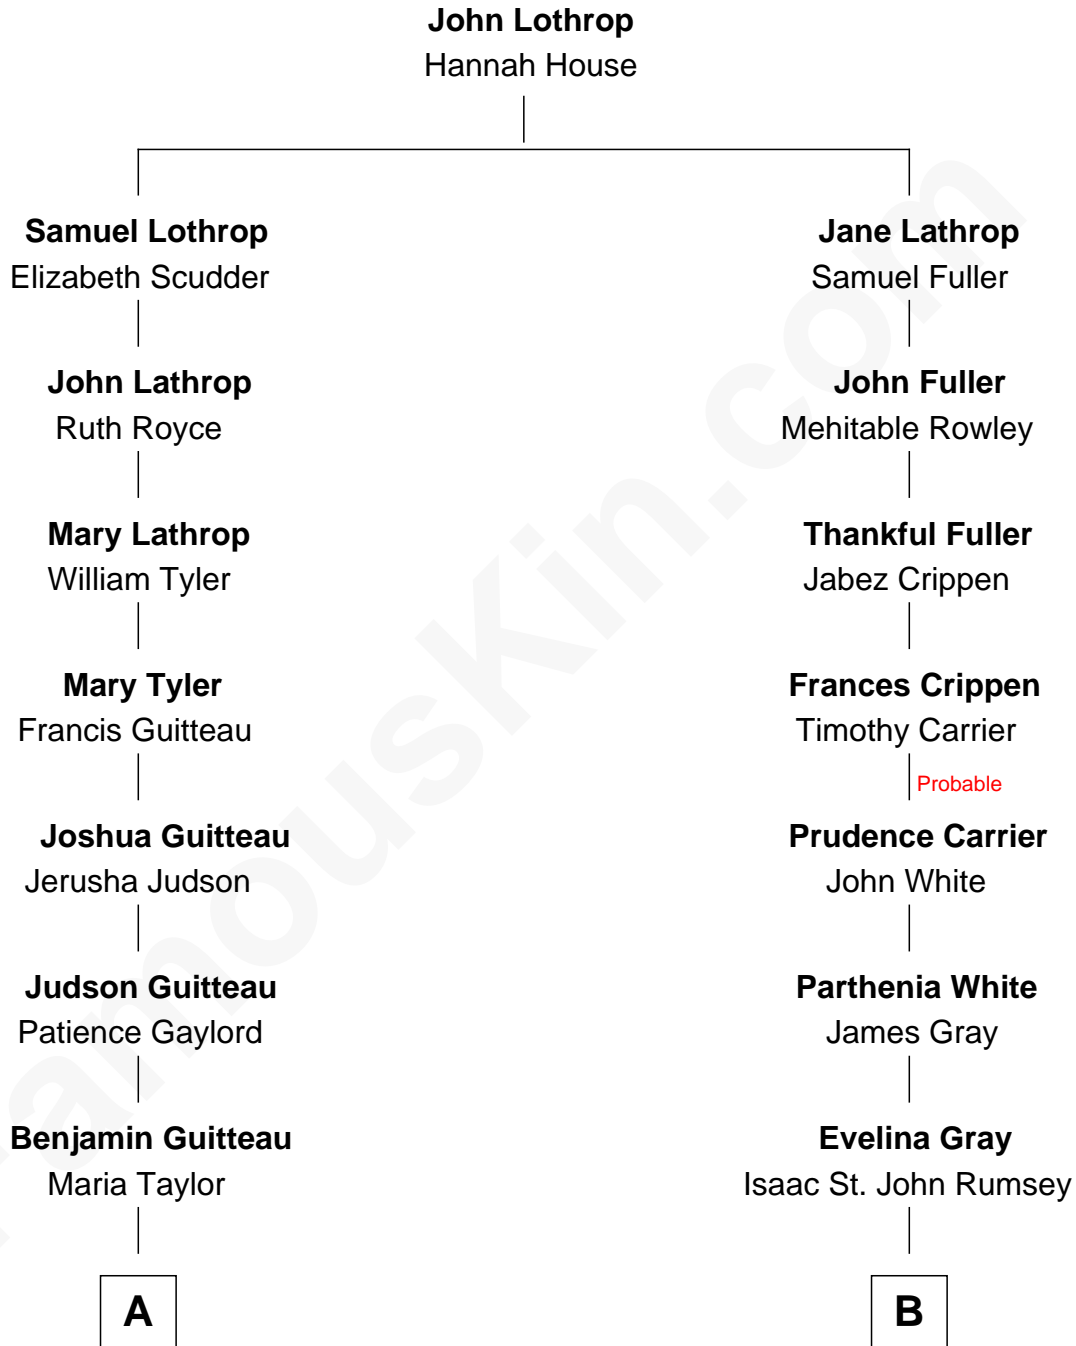 John Lothrop
Hannah House
Samuel Lothrop
Elizabeth Scudder
John Lathrop
Ruth Royce
Mary Lathrop
William Tyler
Mary Tyler
Francis Guitteau
Joshua Guitteau
Jerusha Judson
Judson Guitteau
Patience Gaylord
Benjamin Guitteau
Maria Taylor
A
Jane Lathrop
Samuel Fuller
John Fuller
Mehitable Rowley
Thankful Fuller
Jabez Crippen
Frances Crippen
Timothy Carrier
Probable
Prudence Carrier
John White
Parthenia White
James Gray
Evelina Gray
Isaac St. John Rumsey
B
FamousKin.com